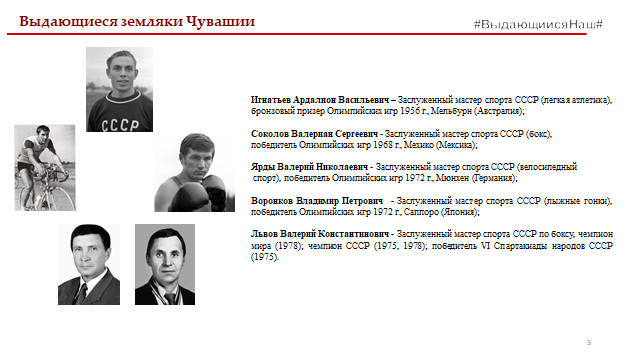 Выдающиеся земляки Чувашии
#ВыдающиисяНаш#
СССР
Игнатьев Ардалион Васильевич – Заслуженный мастер спорта СССР (легкая атлетика),
бронзовый призер Олимпийских игр 1956 г., Мельбурн (Австралия);
Соколов Валериан Сергеевич - Заслуженный мастер спорта СССР (бокс),
победитель Олимпийских игр 1968 г., Мехико (Мексика);
Ярды Валерий Николаевич - Заслуженный мастер спорта СССР (велосипедный
спорт), победитель Олимпийских игр 1972 г., Мюнхен (Германия);
Воронков Владимир Петрович - Заслуженный мастер спорта СССР (лыжные гонки),
победитель Олимпийских игр 1972 г., Саппоро (Япония);
Львов Валерий Константинович - Заслуженный мастер спорта СССР по боксу, чемпион
мира (1978); чемпион СССР (1975, 1978); победитель VI Спартакиады народов СССР
(1975).
5